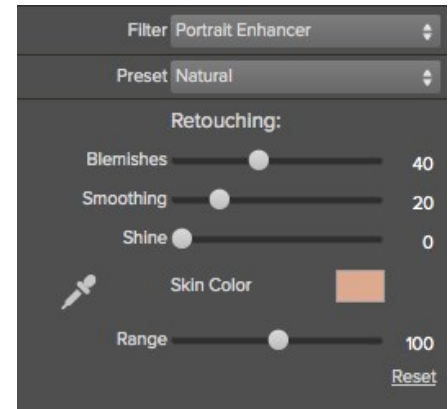 Filter Portrait Enhancer
Preset Natural
Retouching:
Blemishes 40
Smoothing 20
Shine 0
Skin Color
Range 100
Reset